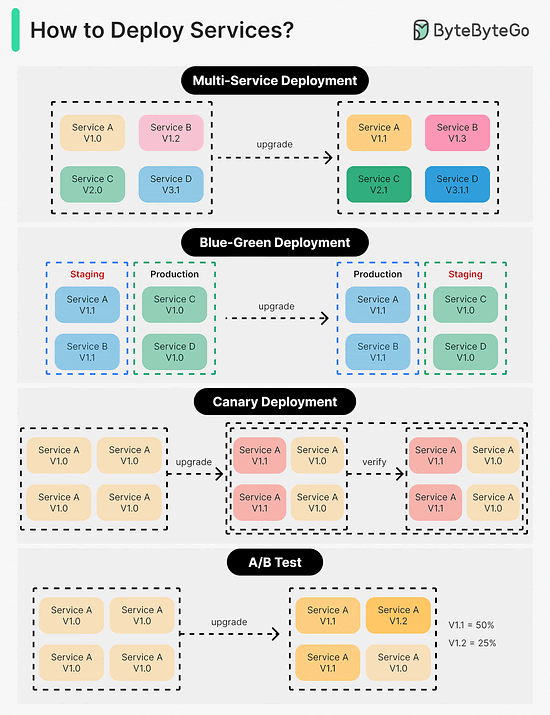 How to Deploy Services?
ByteByteGo
Multi-Service Deployment
Service A
V1.0
Service B
V1.2
Service C
V2.0
Service D
V3.1
upgrade
Service A
V1.1
Service B
V1.3
Service C
V2.1
Service D
V3.1.1
Blue-Green Deployment
Staging
Service A
V1.1
Service B
V1.1
Production
Service C
V1.0
Service D
V1.0
upgrade
Production
Service A
V1.1
Service B
V1.1
Staging
Service C
V1.0
Service D
V1.0
Canary Deployment
Service A
V1.0
Service A
V1.0
Service A
V1.0
Service A
V1.0
upgrade
Service A
V1.1
Service A
V1.0
Service A
V1.1
Service A
V1.0
verify
Service A
V1.1
Service A
V1.0
Service A
V1.1
Service A
V1.0
A/B Test
Service A
V1.0
Service A
V1.0
Service A
V1.0
Service A
V1.0
upgrade
Service A
V1.1
Service A
V1.2
Service A
V1.1
Service A
V1.0
V1.1 = 50%
V1.2 = 25%